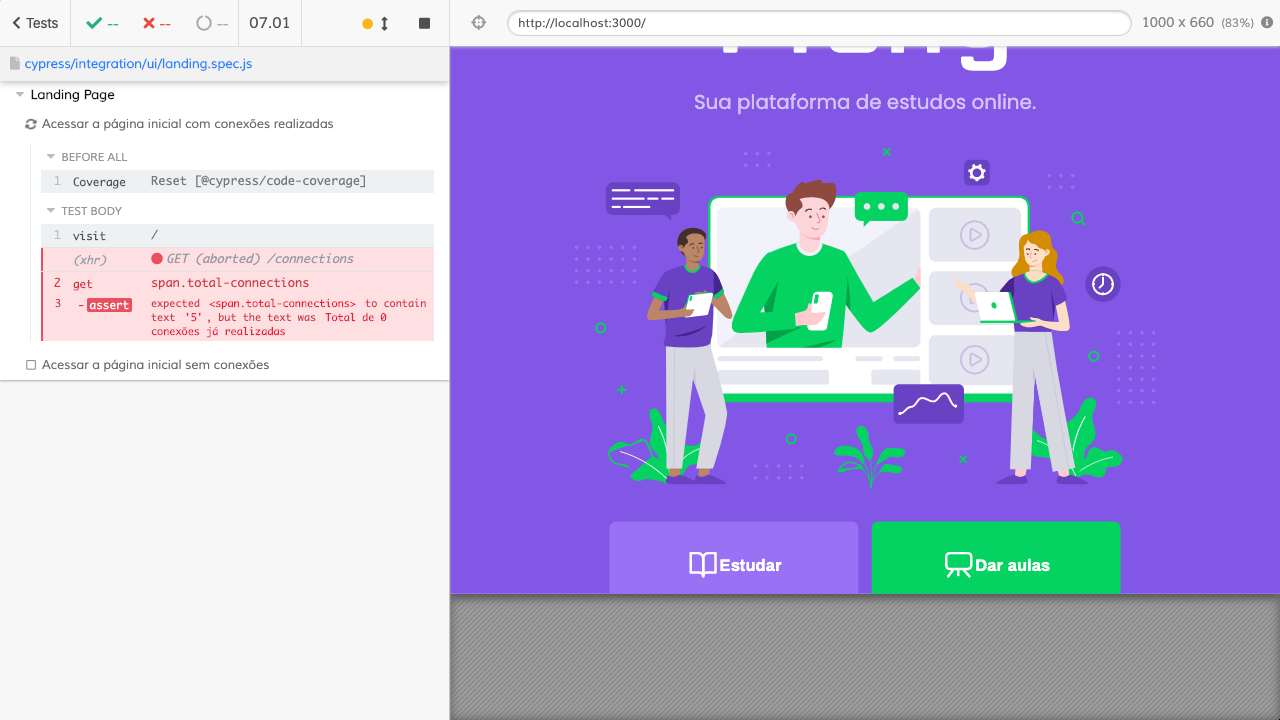 Tests
--
--
--
07.01
http://localhost:3000/
1000 x 660 (83%)
cypress/integration/ui/landing.spec.js
Landing Page
Acessar a página inicial com conexões realizadas
BEFORE ALL
1 Coverage Reset [@cypress/code-coverage]
TEST BODY
1 visit /
(xhr) GET (aborted) /connections
2 get span.total-connections
3 - assert expected <span.total-connections> to contain
text '5', but the text was Total de 0
conexões já realizadas
Acessar a página inicial sem conexões
Sua plataforma de estudos online.
Estudar
Dar aulas